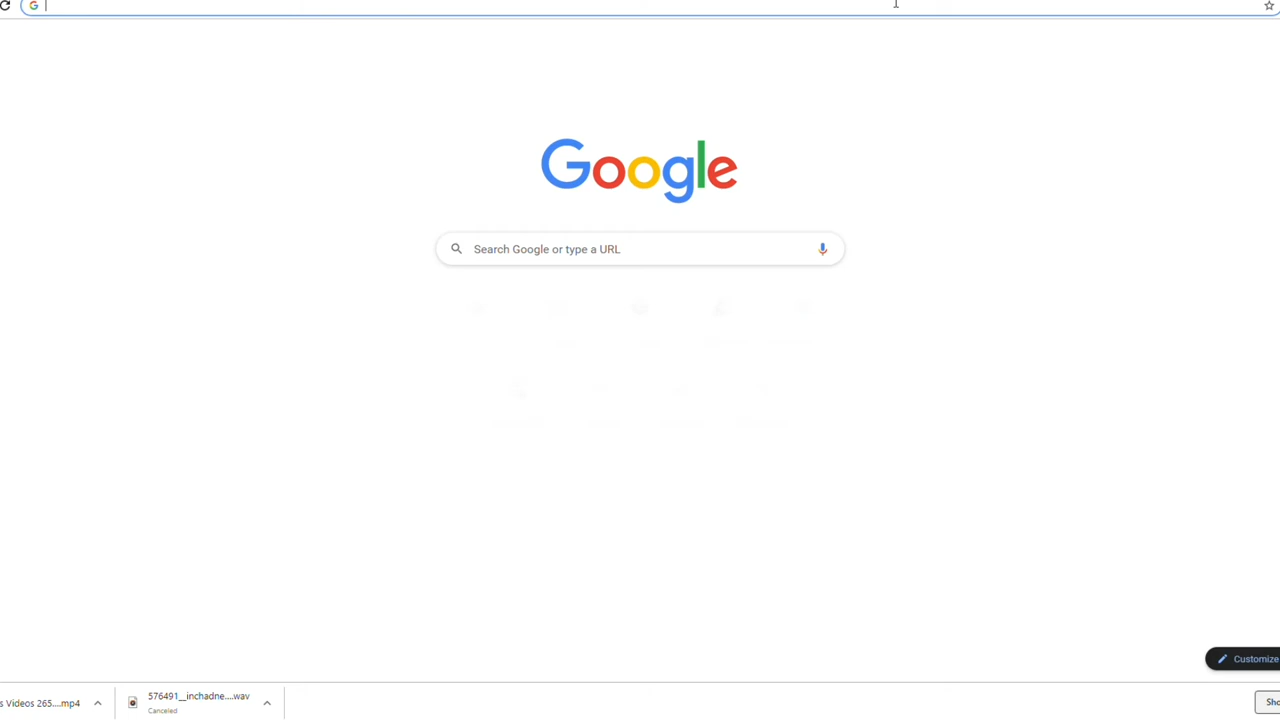 Google
Search Google or type a URL
Customize
s Videos 265....mp4
576491__inchadne....wav
Canceled
Sho